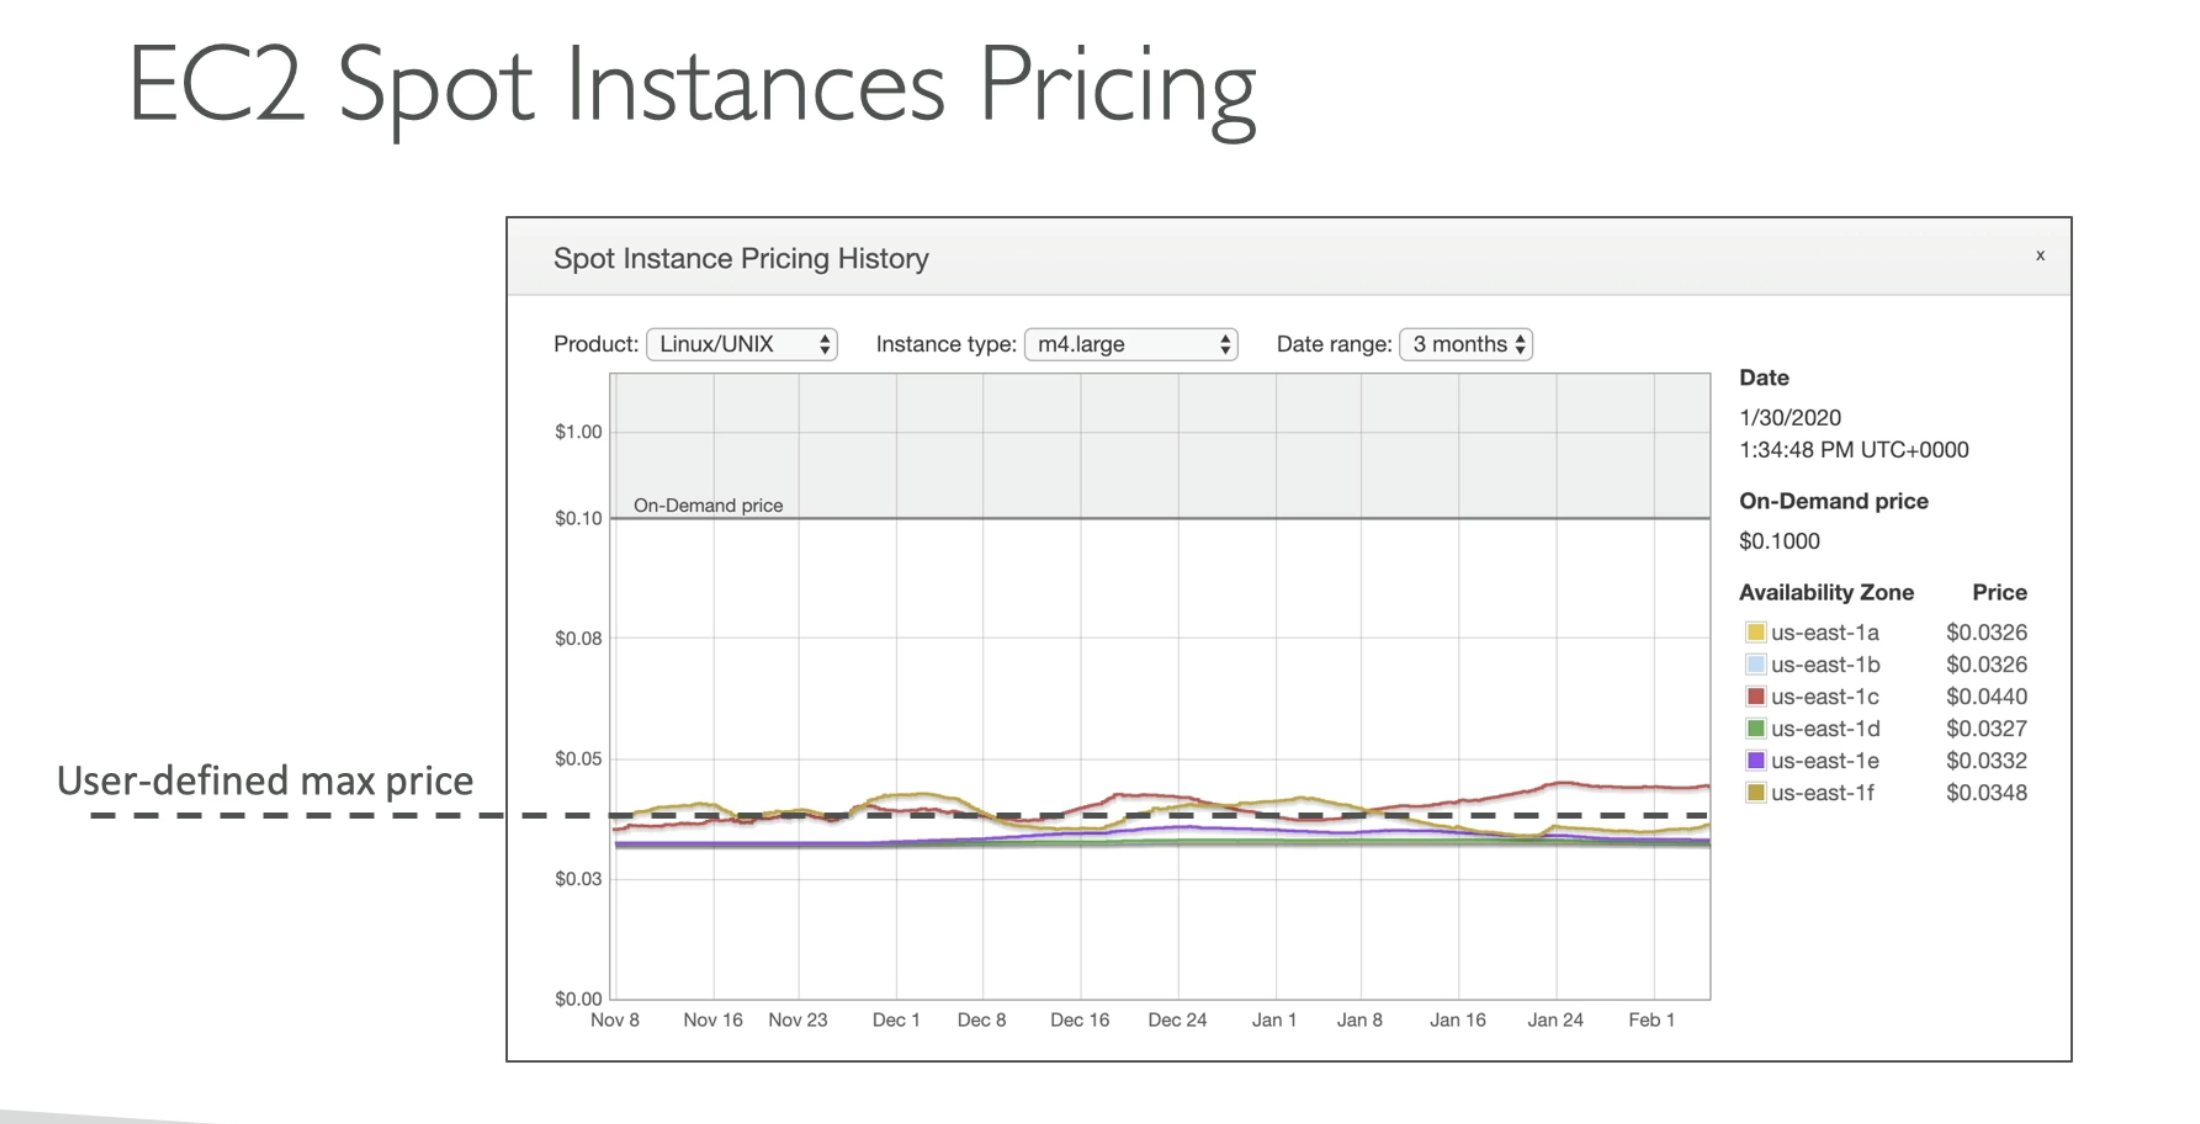 EC2 Spot Instances Pricing
Spot Instance Pricing History
x
Product: Linux/UNIX Instance type: m4.large Date range: 3 months
Date
1/30/2020
1:34:48 PM UTC+0000
On-Demand price
$0.1000
Availability Zone Price
us-east-1a $0.0326
us-east-1b $0.0326
us-east-1c $0.0440
us-east-1d $0.0327
us-east-1e $0.0332
us-east-1f $0.0348
$1.00
On-Demand price
$0.10
$0.08
$0.05
User-defined max price
$0.03
$0.00
Nov 8 Nov 16 Nov 23 Dec 1 Dec 8 Dec 16 Dec 24 Jan 1 Jan 8 Jan 16 Jan 24 Feb 1